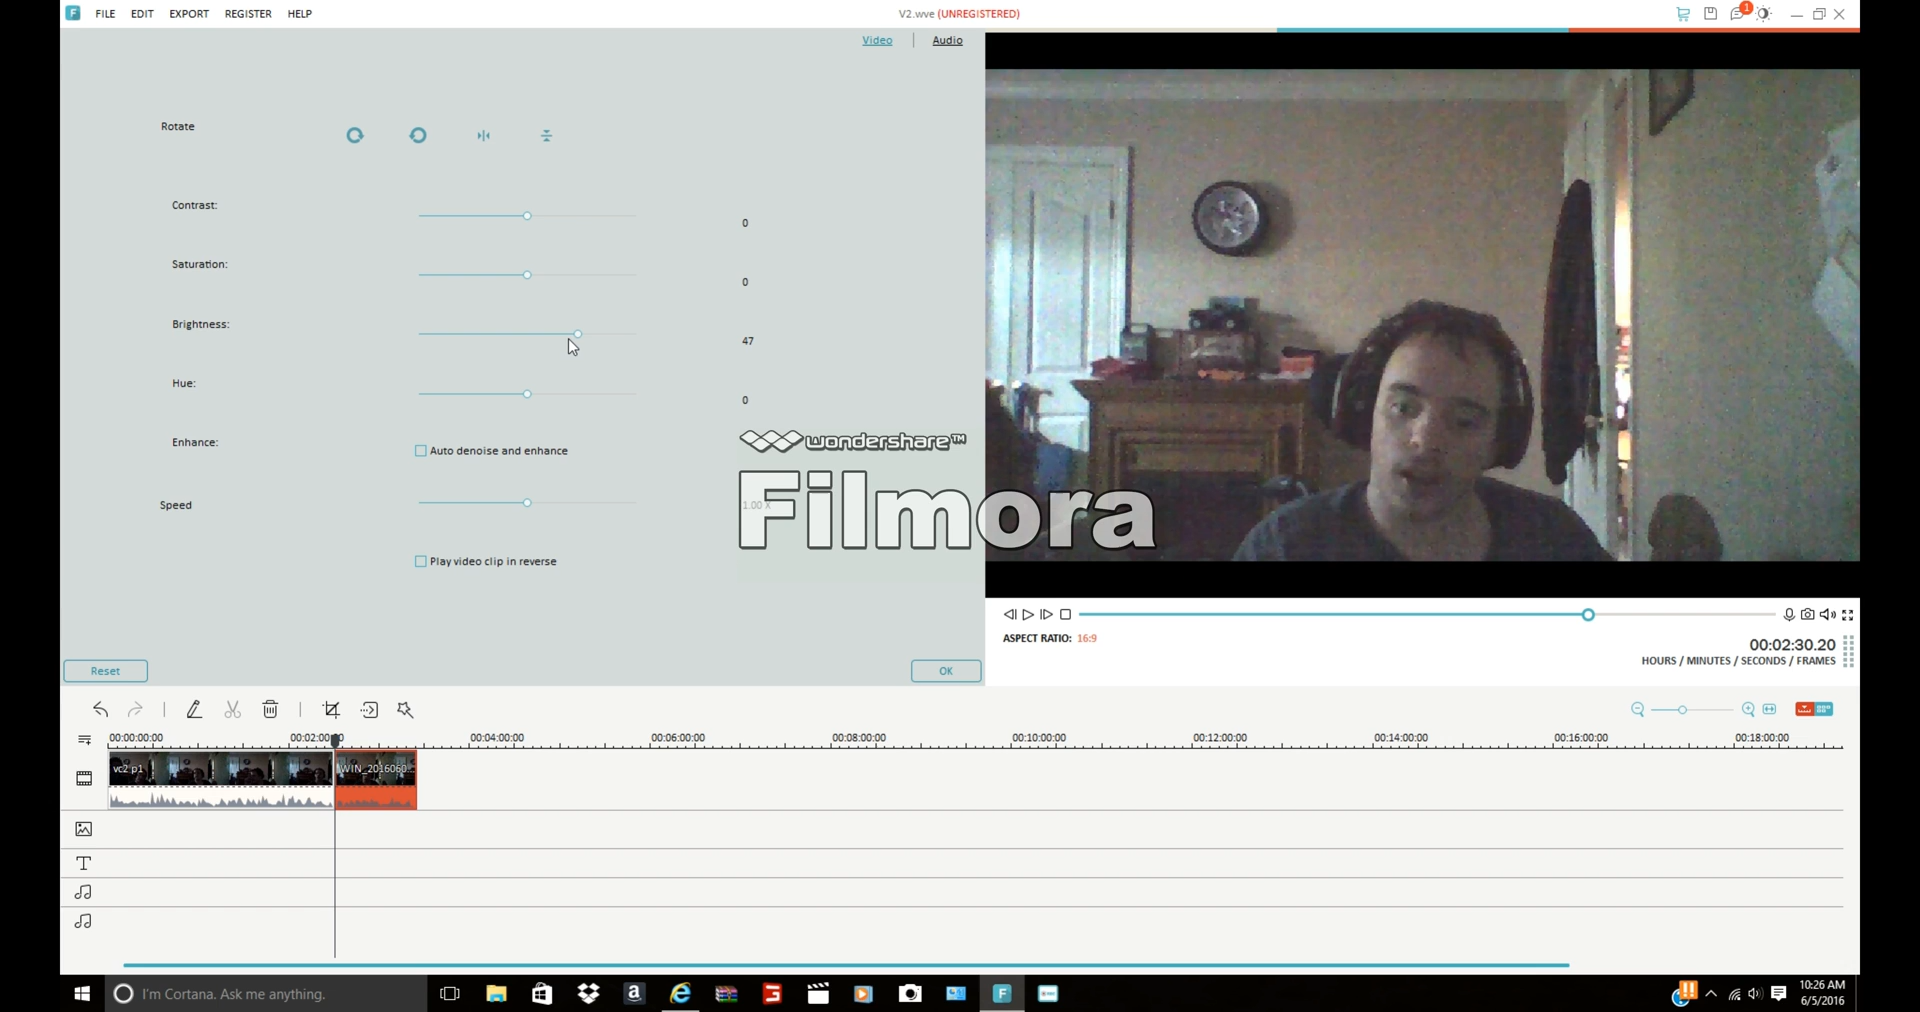 FILE EDIT EXPORT REGISTER HELP
V2.wve (UNREGISTERED)
1
Video Audio
Rotate
Contrast: 0
Saturation: 0
Brightness: 47
Hue: 0
Enhance: Auto denoise and enhance
wondershare™
Filmora
Speed 1.00 X
Play video clip in reverse
ASPECT RATIO: 16:9
00:02:30.20
HOURS / MINUTES / SECONDS / FRAMES
Reset OK
00:00:00:00 00:02:00:00 00:04:00:00 00:06:00:00 00:08:00:00 00:10:00:00 00:12:00:00 00:14:00:00 00:16:00:00 00:18:00:00
vc2 p1 WIN_2016060...
I'm Cortana. Ask me anything.
10:26 AM
6/5/2016